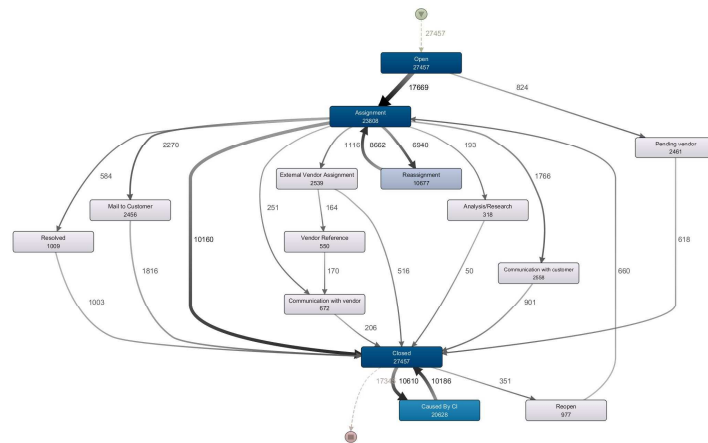 27457
Open
27457
17669
824
Assignment
23608
Pending vendor
2461
584
2270
1116
8662
6940
193
1766
External Vendor Assignment
2539
Reassignment
10677
Mail to Customer
2456
251
164
Analysis/Research
318
Resolved
1009
10160
Vendor Reference
550
618
1816
170
516
50
Communication with customer
2558
660
1003
Communication with vendor
672
901
206
Closed
27457
10610
10186
351
Caused By CI
20628
Reopen
977